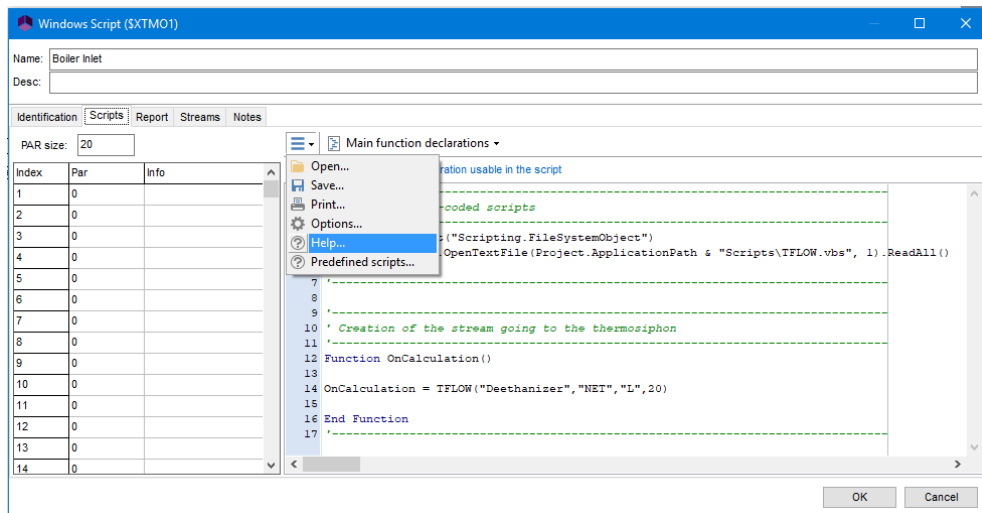 Windows Script ($XTMO1)
Name: Boiler Inlet
Desc:
Identification Scripts Report Streams Notes
PAR size: 20
Main function declarations
Index Par Info
Open...
Save...
Print...
Options...
Help...
Predefined scripts...
ration usable in the script
1 0
2 0
3 0
4 0
5 0
6 0
7 0
8 0
9 0
10 0
11 0
12 0
13 0
14 0
'-----------------------------------------------------------------------------------
-coded scripts
t("Scripting.FileSystemObject")
.OpenTextFile(Project.ApplicationPath & "Scripts\TFLOW.vbs", 1).ReadAll()
7 '-----------------------------------------------------------------------------------
8
9 '-----------------------------------------------------------------------------------
10 ' Creation of the stream going to the thermosiphon
11 '-----------------------------------------------------------------------------------
12 Function OnCalculation()
13
14 OnCalculation = TFLOW("Deethanizer","NET","L",20)
15
16 End Function
17 '-----------------------------------------------------------------------------------
OK Cancel